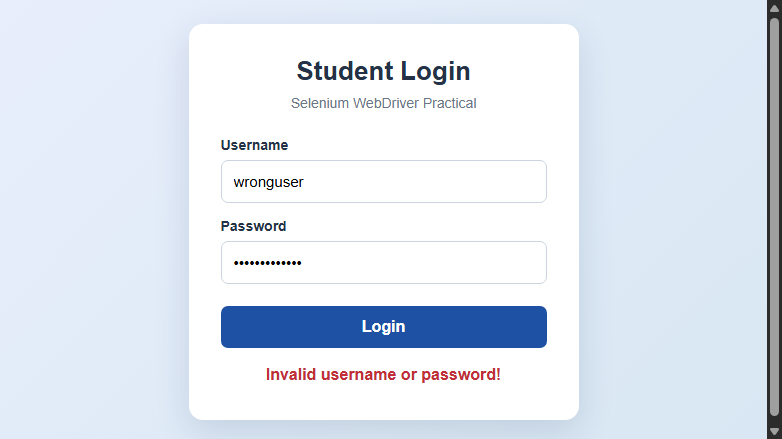 Student Login
Selenium WebDriver Practical
Username
wronguser
Password
•••••••••••••
Login
Invalid username or password!